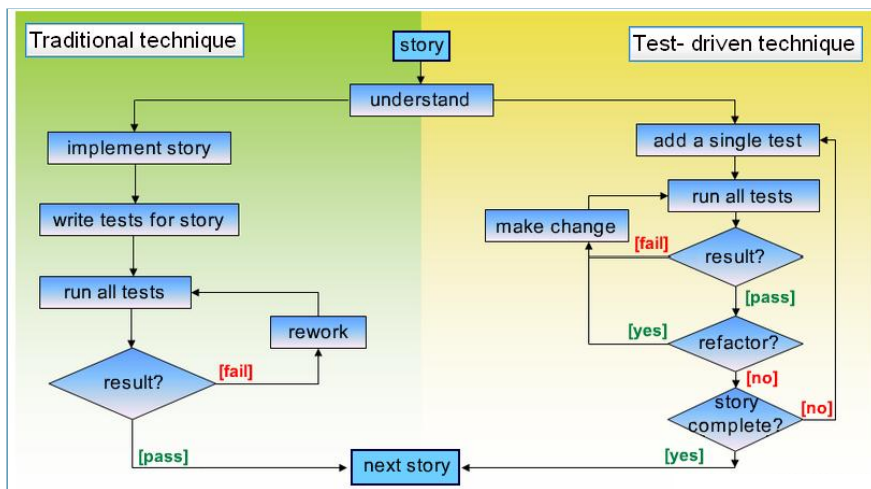 Traditional technique
story
Test- driven technique
understand
implement story
add a single test
write tests for story
run all tests
make change
[fail]
result?
run all tests
[pass]
rework
[yes]
refactor?
result?
[fail]
[no]
story
complete?
[no]
[pass]
next story
[yes]